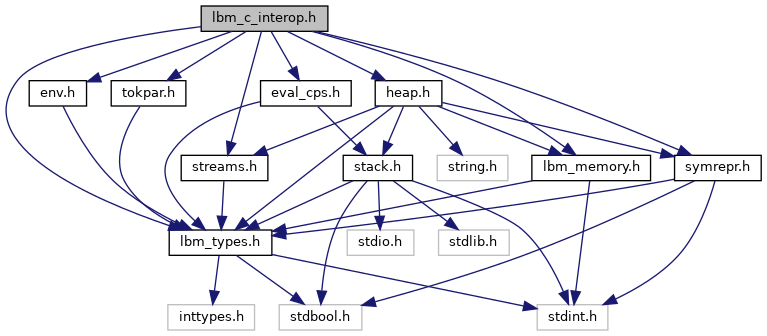 lbm_c_interop.h
env.h
tokpar.h
eval_cps.h
heap.h
streams.h
stack.h
string.h
lbm_memory.h
symrepr.h
lbm_types.h
stdio.h
stdlib.h
inttypes.h
stdbool.h
stdint.h